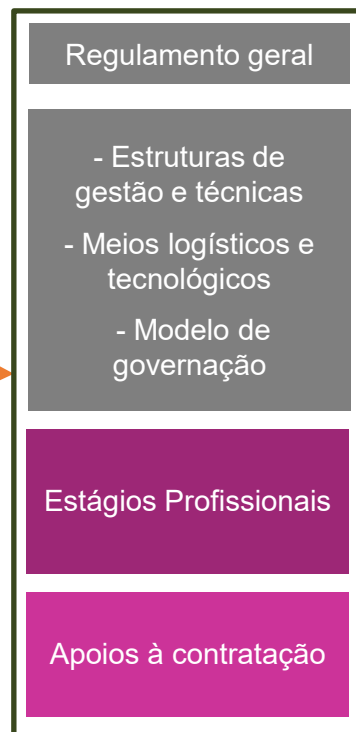 Regulamento geral
- Estruturas de
gestão e técnicas
- Meios logísticos e
tecnológicos
- Modelo de
governação
Estágios Profissionais
Apoios à contratação